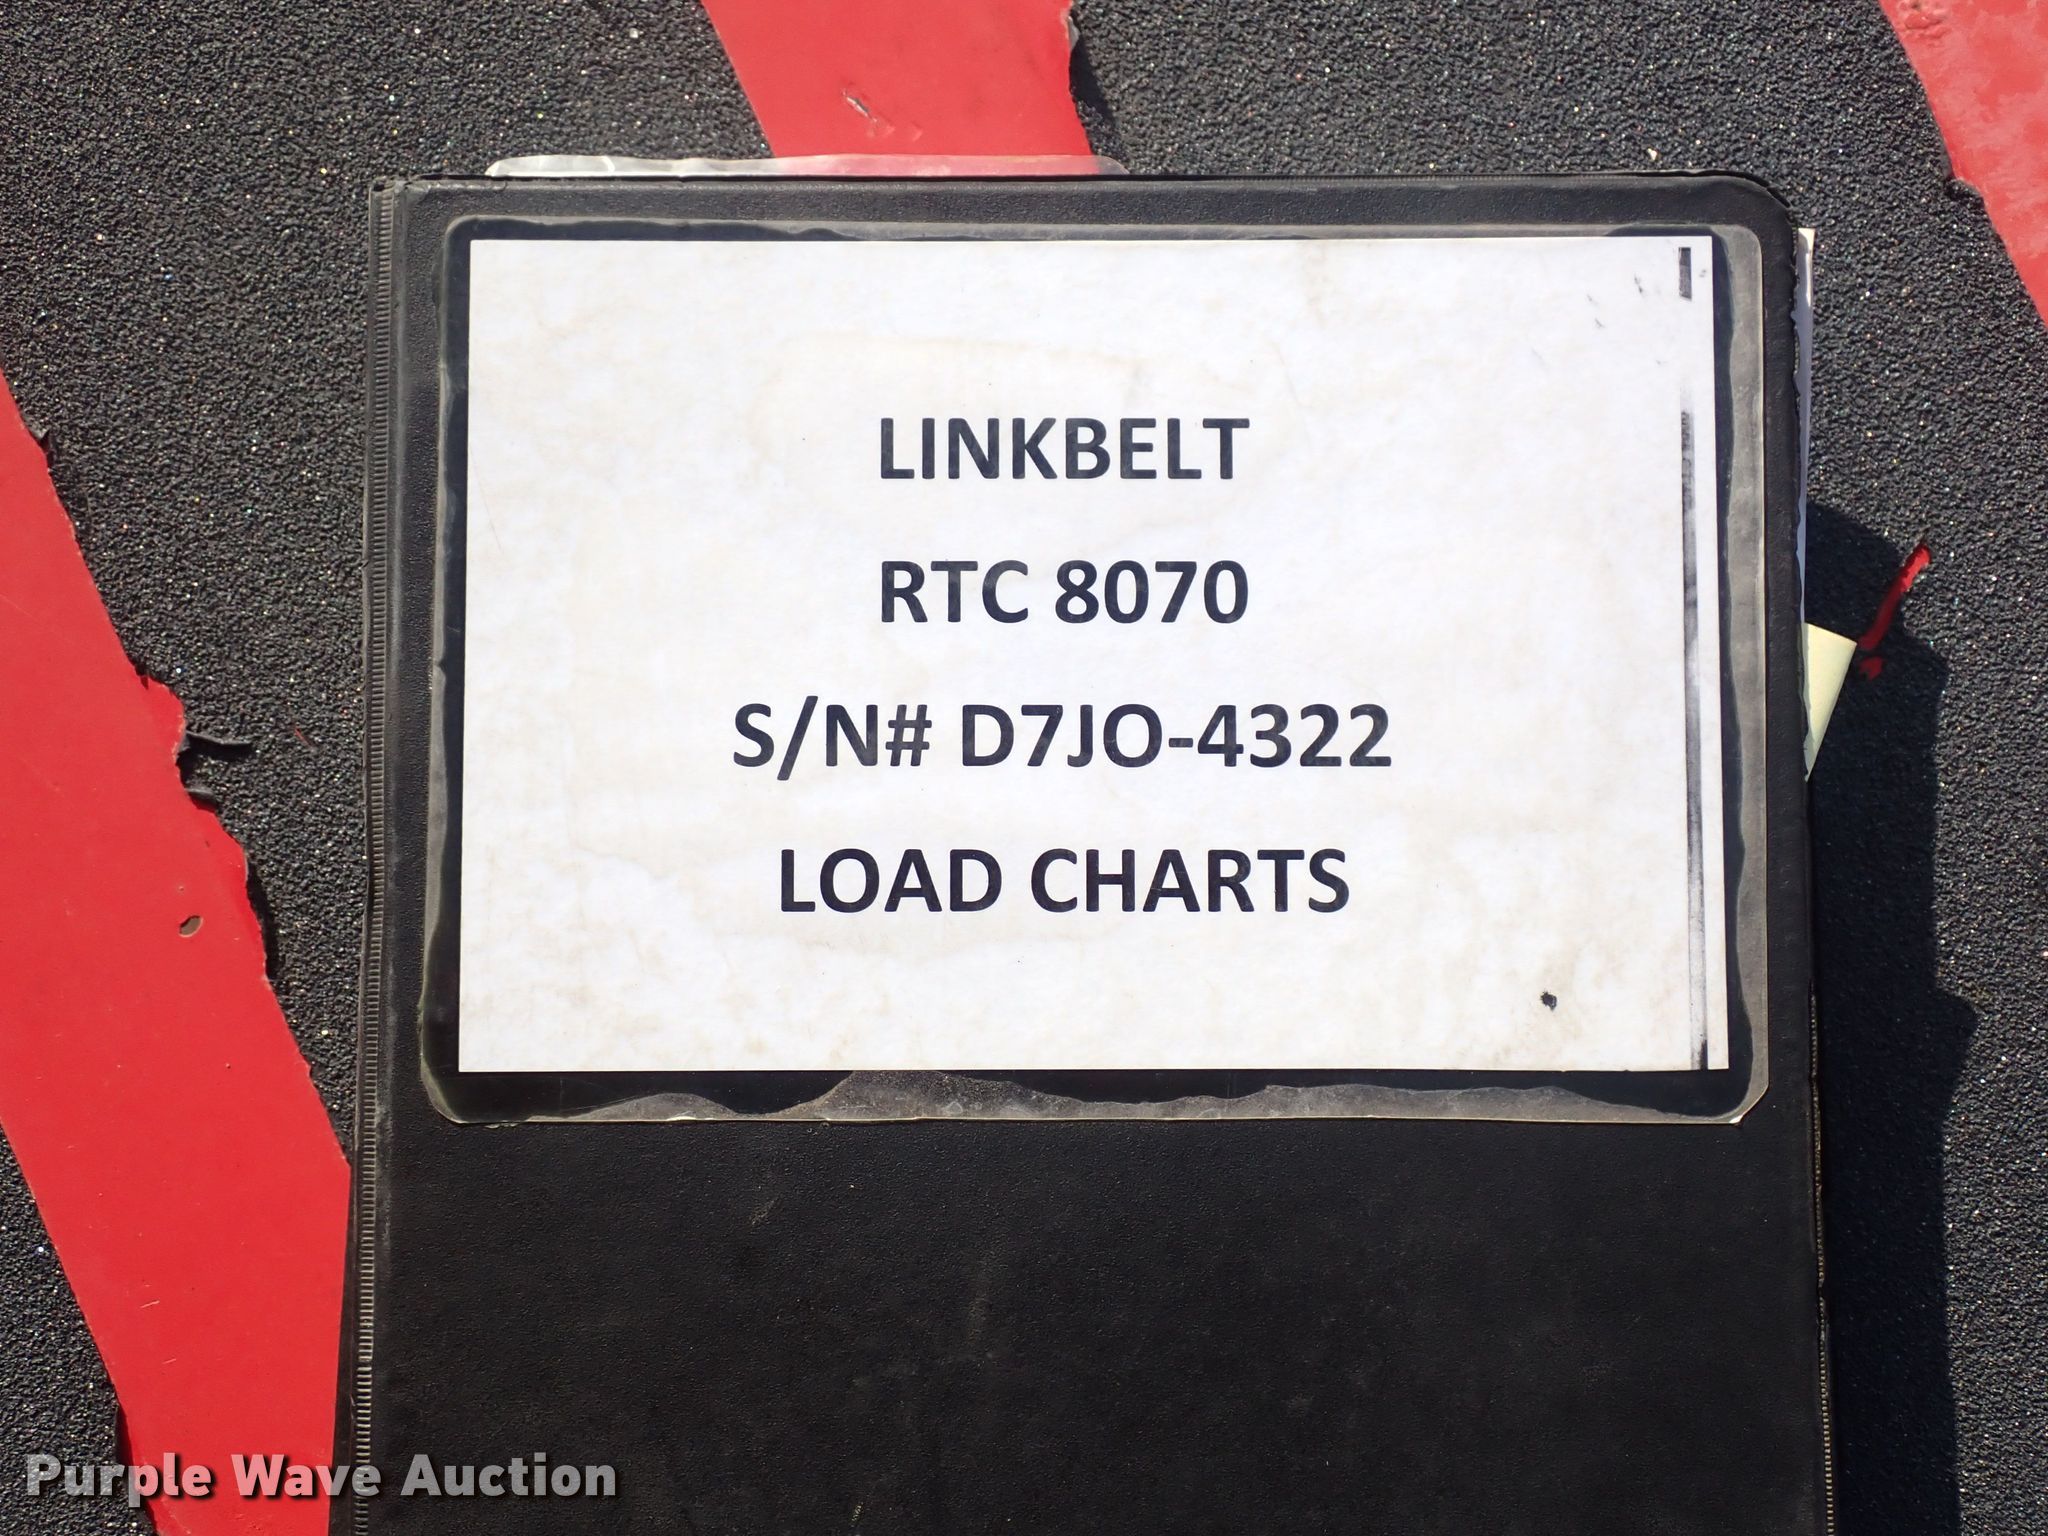 LINKBELT
RTC 8070
S/N# D7JO-4322
LOAD CHARTS
Purple Wave Auction